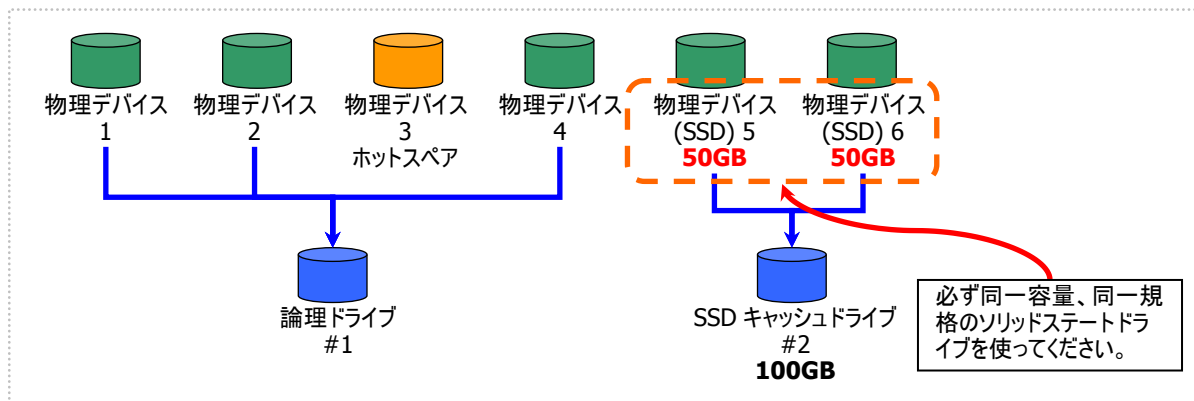 物理デバイス
1
物理デバイス
2
物理デバイス
3
ホットスペア
物理デバイス
4
物理デバイス
(SSD) 5
50GB
物理デバイス
(SSD) 6
50GB
論理ドライブ
#1
SSD キャッシュドライブ
#2
100GB
必ず同一容量、同一規
格のソリッドステートドラ
イブを使ってください。